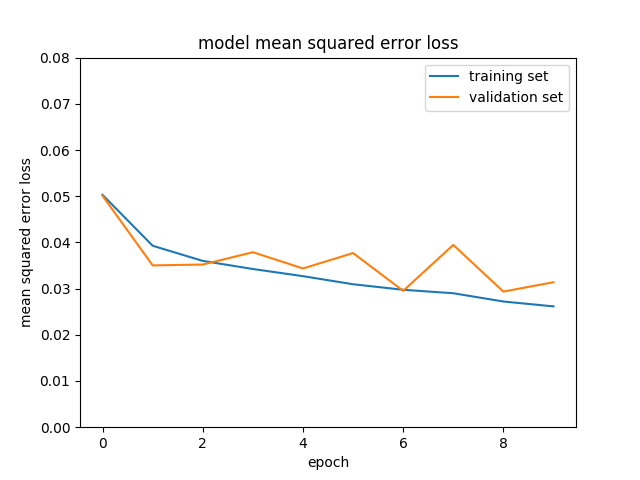 model mean squared error loss
training set
validation set
0.08
0.07
0.06
0.05
0.04
0.03
0.02
0.01
0.00
mean squared error loss
0 2 4 6 8
epoch